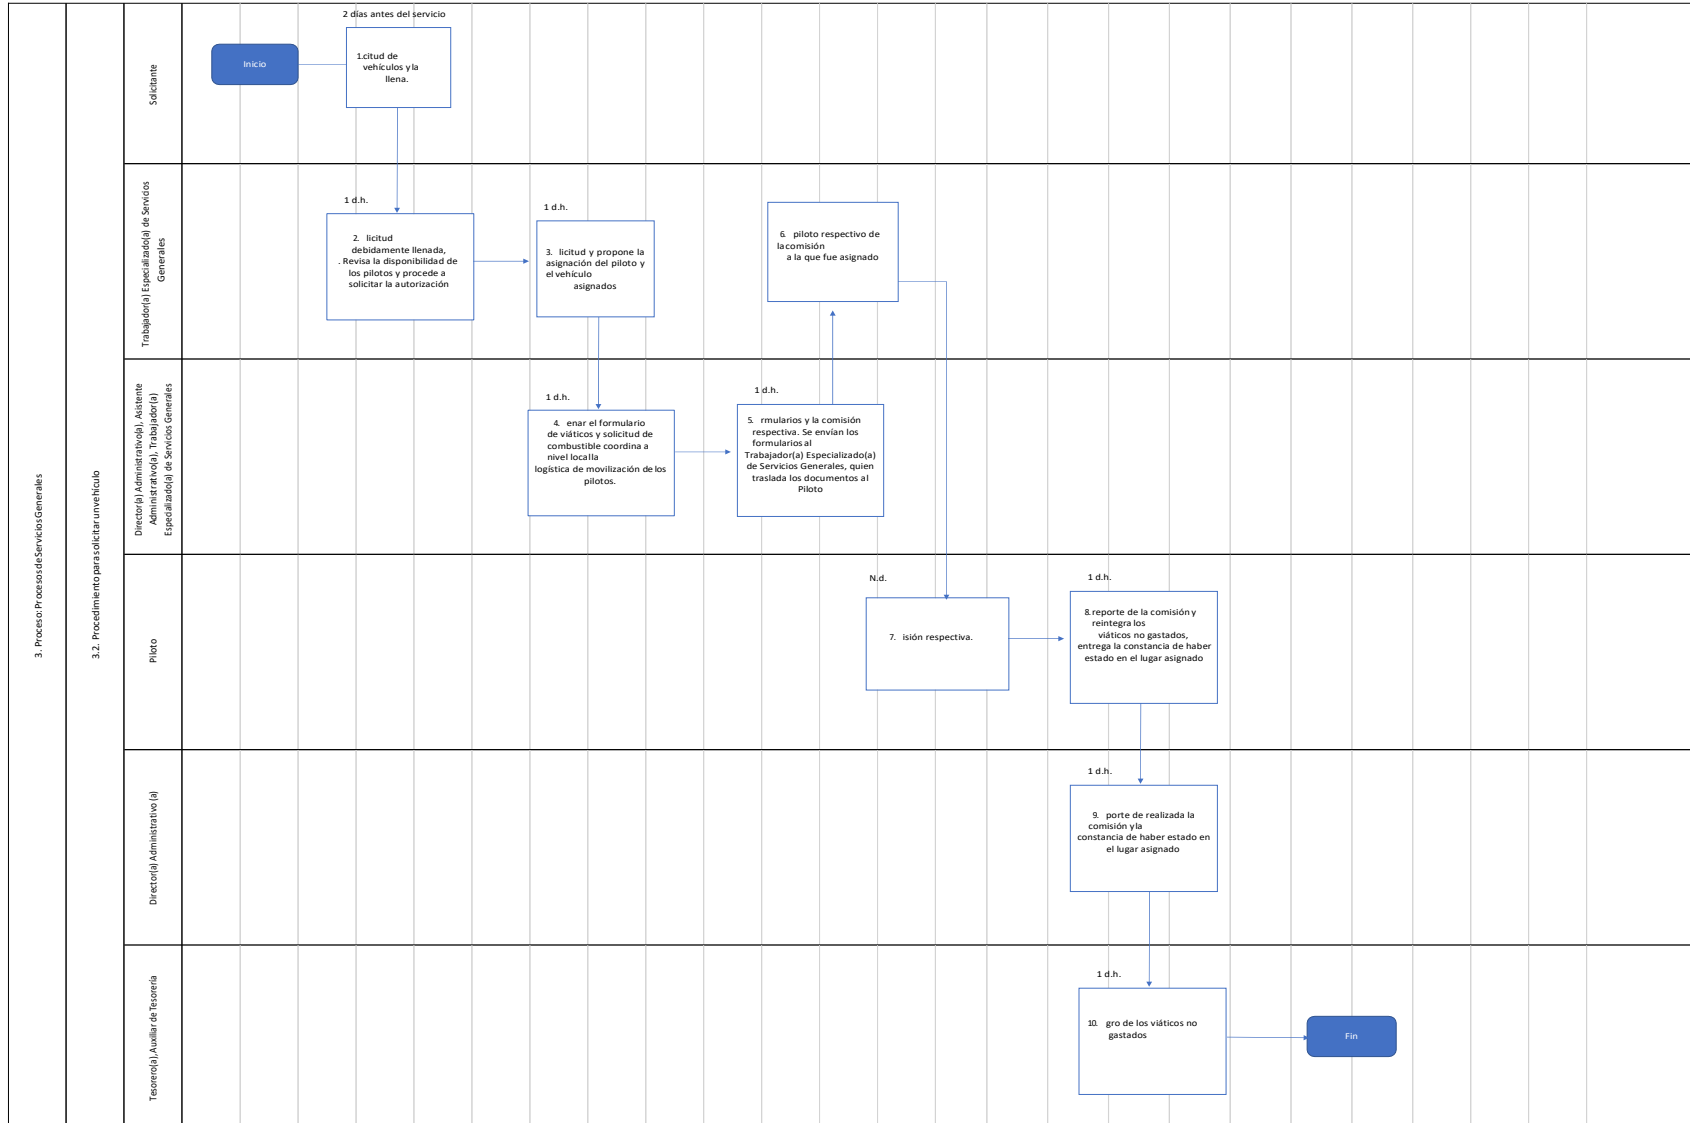 3. Proceso: Procesos de Servicios Generales
3.2. Procedimiento para solicitar un vehículo
Solicitante
Inicio
2 días antes del servicio
1.citud de
vehículos y la
llena.
Trabajador(a) Especializado(a) de Servicios
Generales
1 d.h.
2. licitud
debidamente llenada,
. Revisa la disponibilidad de
los pilotos y procede a
solicitar la autorización
1 d.h.
3. licitud y propone la
asignación del piloto y
el vehículo
asignados
6. piloto respectivo de
la comisión
a la que fue asignado
Director(a) Administrativo(a), Asistente
Administrativo(a), Trabajador(a)
Especializado(a) de Servicios Generales
1 d.h.
4. enar el formulario
de viáticos y solicitud de
combustible coordina a
nivel local la
logística de movilización de los
pilotos.
1 d.h.
5. rmularios y la comisión
respectiva. Se envían los
formularios al
Trabajador(a) Especializado(a)
de Servicios Generales, quien
traslada los documentos al
Piloto
Piloto
N.d.
7. isión respectiva.
1 d.h.
8. reporte de la comisión y
reintegra los
viáticos no gastados,
entrega la constancia de haber
estado en el lugar asignado
Director(a) Administrativo (a)
1 d.h.
9. porte de realizada la
comisión y la
constancia de haber estado en
el lugar asignado
Tesorero(a), Auxiliar de Tesorería
1 d.h.
10. gro de los viáticos no
gastados
Fin